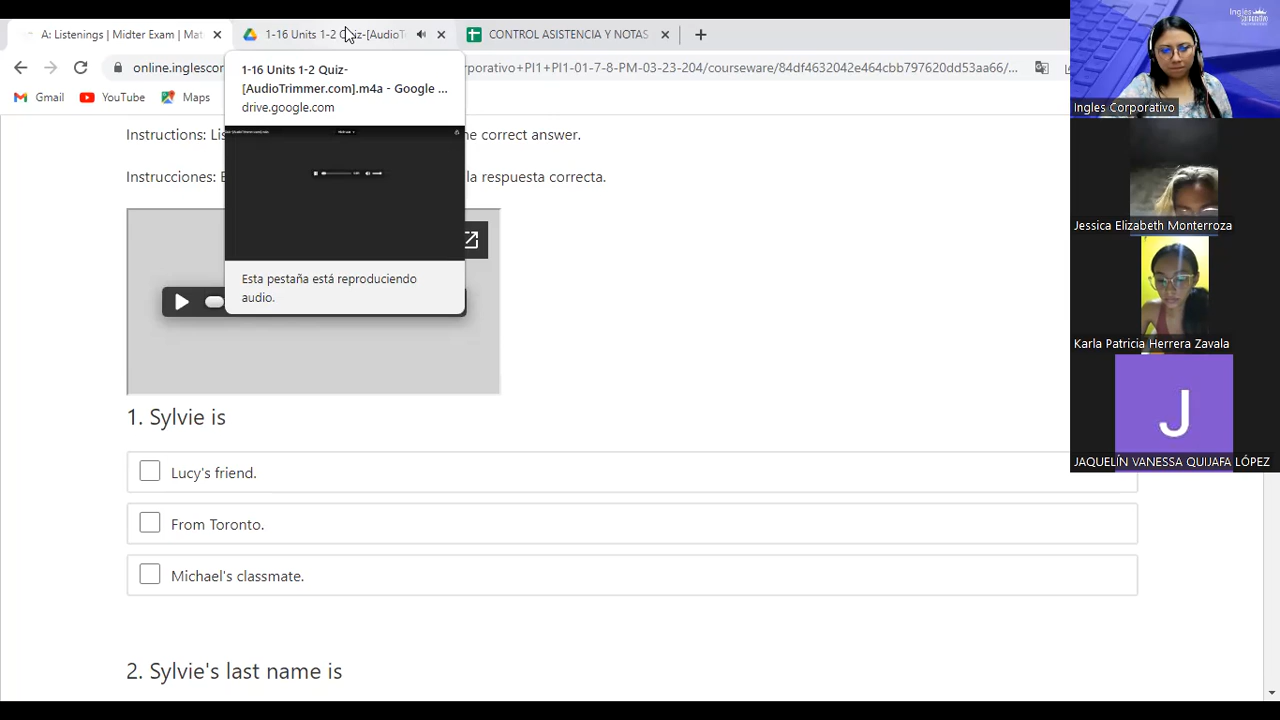 A: Listenings | Midter Exam | Mat
1-16 Units 1-2 Quiz-[AudioT
CONTROL ASISTENCIA Y NOTAS
online.inglescor
orporativo+PI1+PI1-01-7-8-PM-03-23-204/courseware/84df4632042e464cbb797620dd53aa66/...
Gmail
YouTube
Maps
1-16 Units 1-2 Quiz-
[AudioTrimmer.com].m4a - Google ...
drive.google.com
Esta pestaña está reproduciendo
audio.
Instructions: Lis
ne correct answer.
Instrucciones: E
la respuesta correcta.
1. Sylvie is
Lucy's friend.
From Toronto.
Michael's classmate.
2. Sylvie's last name is
Ingles Corporativo
Jessica Elizabeth Monterroza
Karla Patricia Herrera Zavala
J
JAQUELÍN VANESSA QUIJAFA LÓPEZ